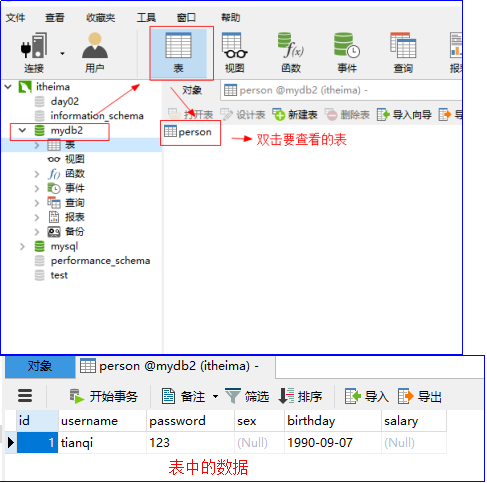 文件 查看 收藏夹 工具 窗口 帮助
连接 用户 表 视图 函数 事件 查询
itheima
day02
information_schema
mydb2
表
视图
函数
事件
查询
报表
备份
mysql
performance_schema
test
对象 person @mydb2 (itheima) -
打开表 设计表 新建表 删除表 导入向导
person 双击要查看的表
对象 person @mydb2 (itheima) -
开始事务 备注 筛选 排序 导入 导出
id username password sex birthday salary
1 tianqi 123 (Null) 1990-09-07 (Null)
表中的数据